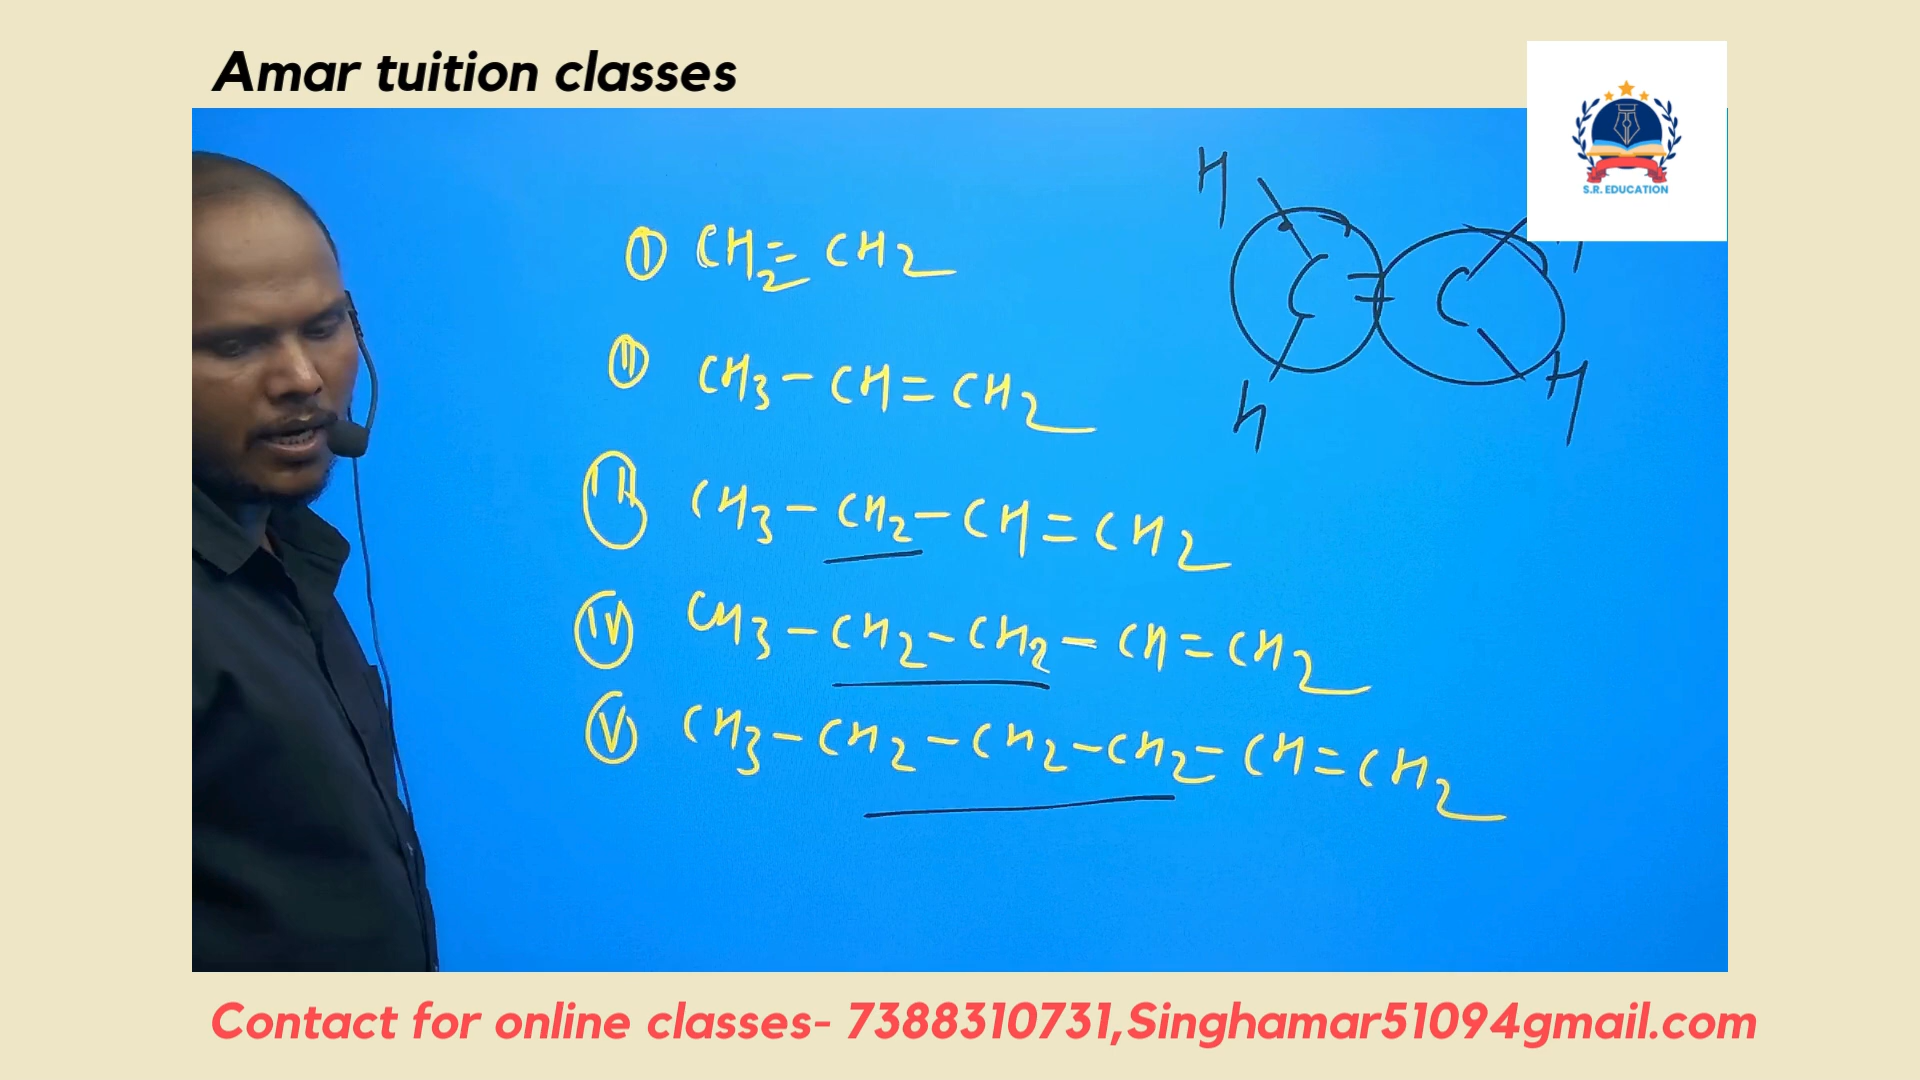 Amar tuition classes
S.R. EDUCATION
I CH2=CH2
II CH3-CH=CH2
III CH3-CH2-CH=CH2
IV CH3-CH2-CH2-CH=CH2
V CH3-CH2-CH2-CH2-CH=CH2
H
C=C
H H
Contact for online classes- 7388310731,Singhamar51094gmail.com